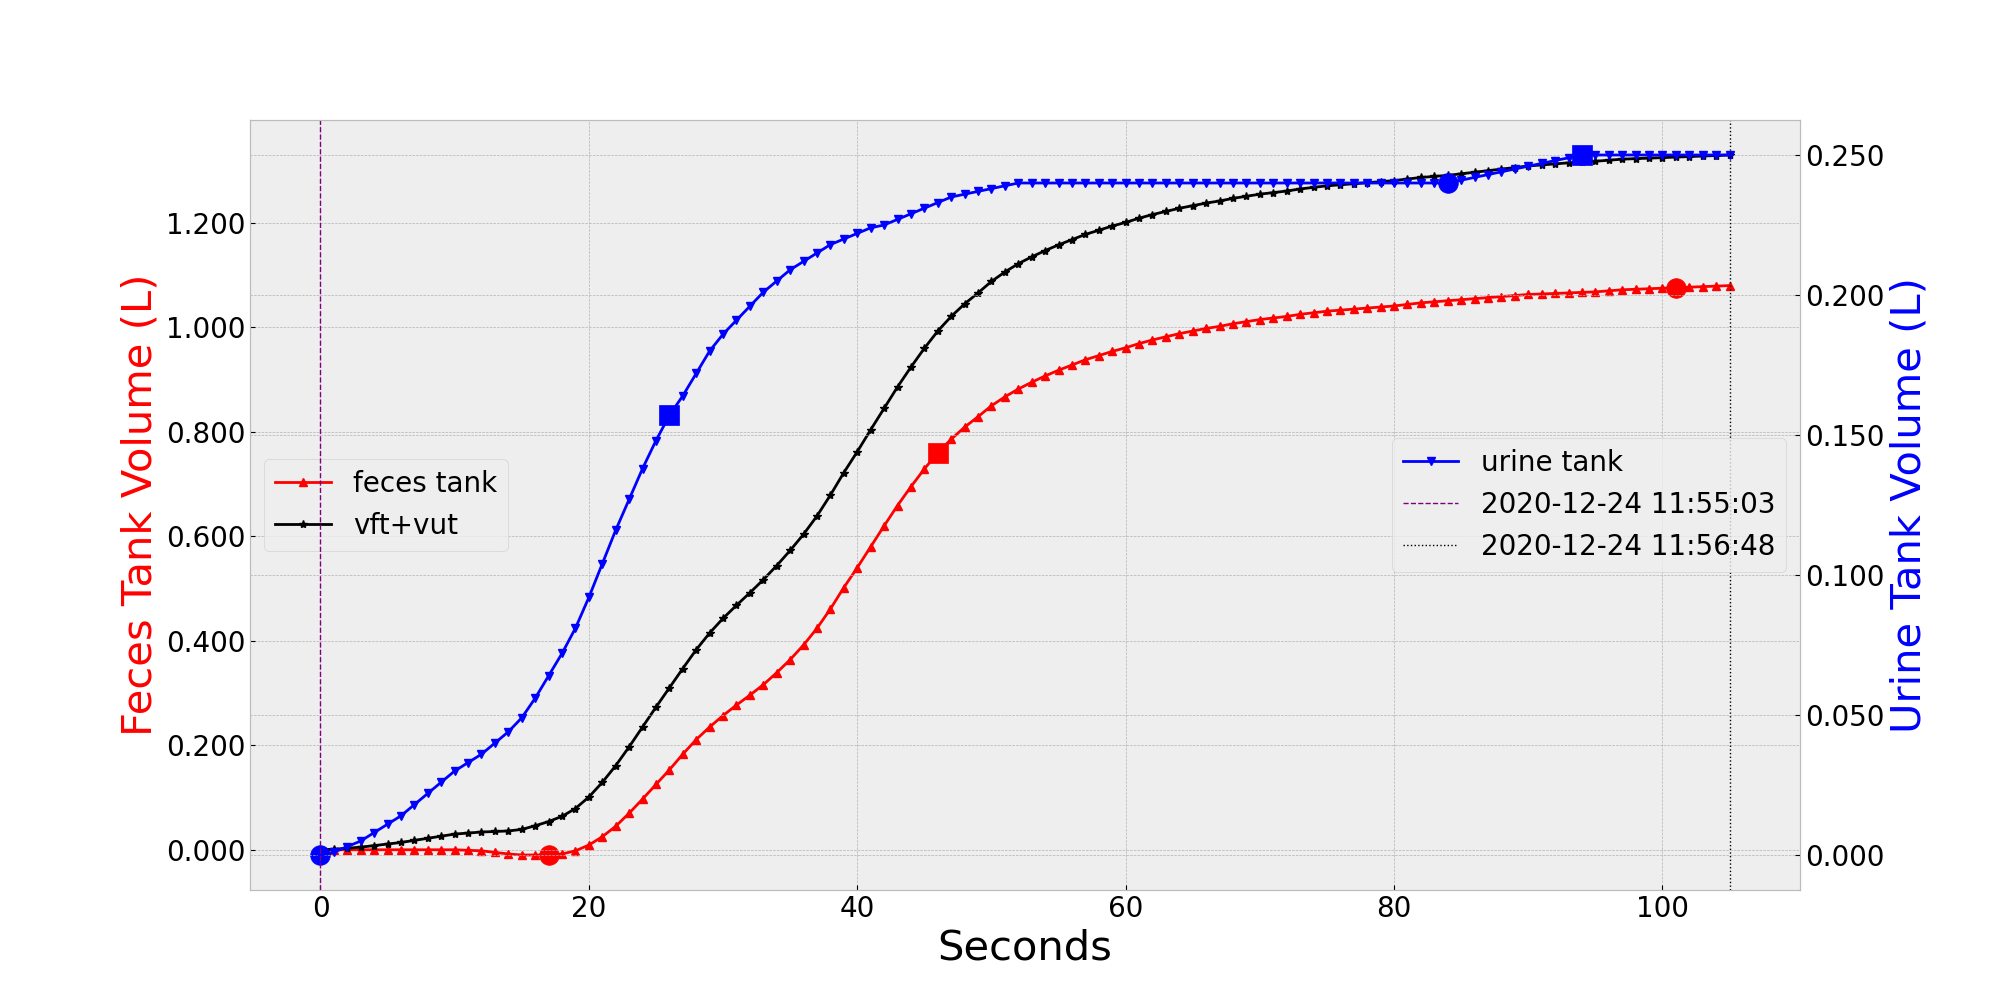 Feces Tank Volume (L)
1.200
1.000
0.800
0.600
0.400
0.200
0.000
feces tank
vft+vut
urine tank
2020-12-24 11:55:03
2020-12-24 11:56:48
0.250
0.200
0.150
0.100
0.050
0.000
Urine Tank Volume (L)
0 20 40 60 80 100
Seconds